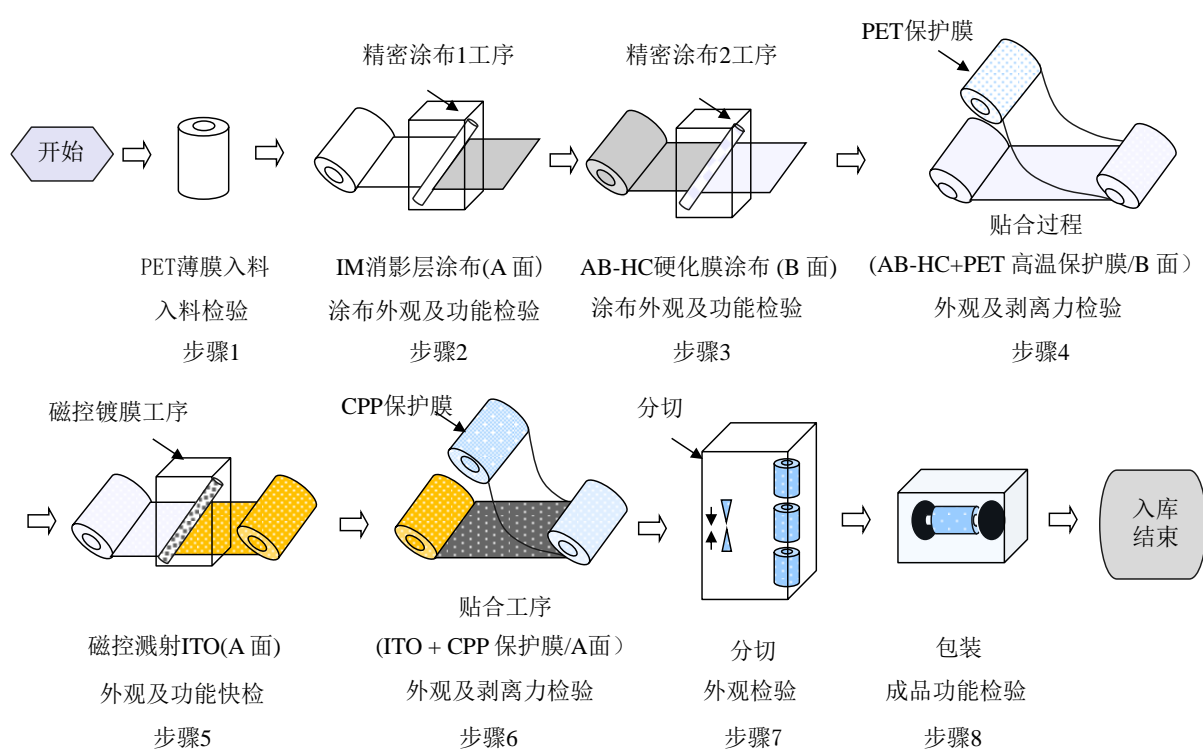 精密涂布1工序
精密涂布2工序
PET保护膜
开始
贴合过程
PET薄膜入料
入料检验
步骤1
IM消影层涂布(A 面)
涂布外观及功能检验
步骤2
AB-HC硬化膜涂布 (B 面)
涂布外观及功能检验
步骤3
(AB-HC+PET 高温保护膜/B 面）
外观及剥离力检验
步骤4
磁控镀膜工序
CPP保护膜
分切
入库
结束
磁控溅射ITO(A 面)
外观及功能快检
步骤5
贴合工序
(ITO + CPP 保护膜/A面）
外观及剥离力检验
步骤6
分切
外观检验
步骤7
包装
成品功能检验
步骤8